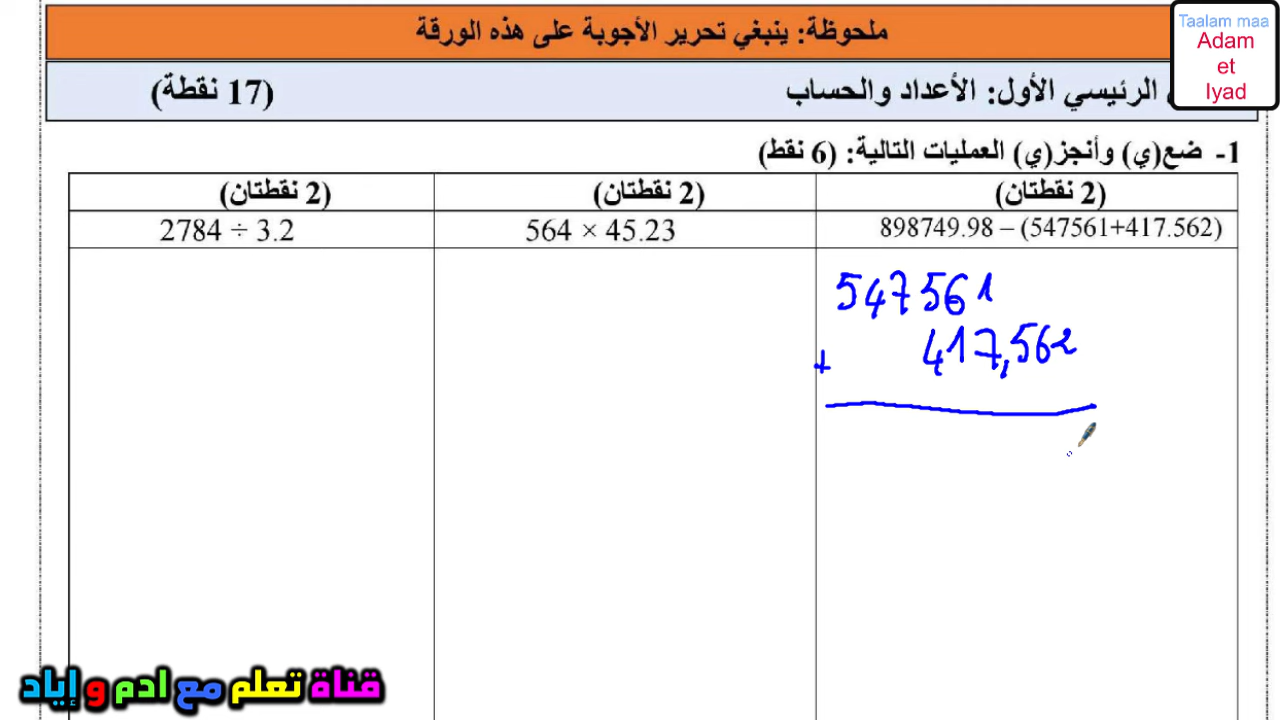 ملحوظة: ينبغي تحرير الأجوبة على هذه الورقة
Taalam maa
Adam
et
Iyad
الرئيسي الأول: الأعداد والحساب (17 نقطة)
1- ضع(ي) وأنجز(ي) العمليات التالية: (6 نقط)
(2 نقطتان) (2 نقطتان) (2 نقطتان)
898749.98 – (547561+417.562) 564 × 45.23 2784 ÷ 3.2
547561
+ 417,562
قناة تعلم مع ادم و إياد